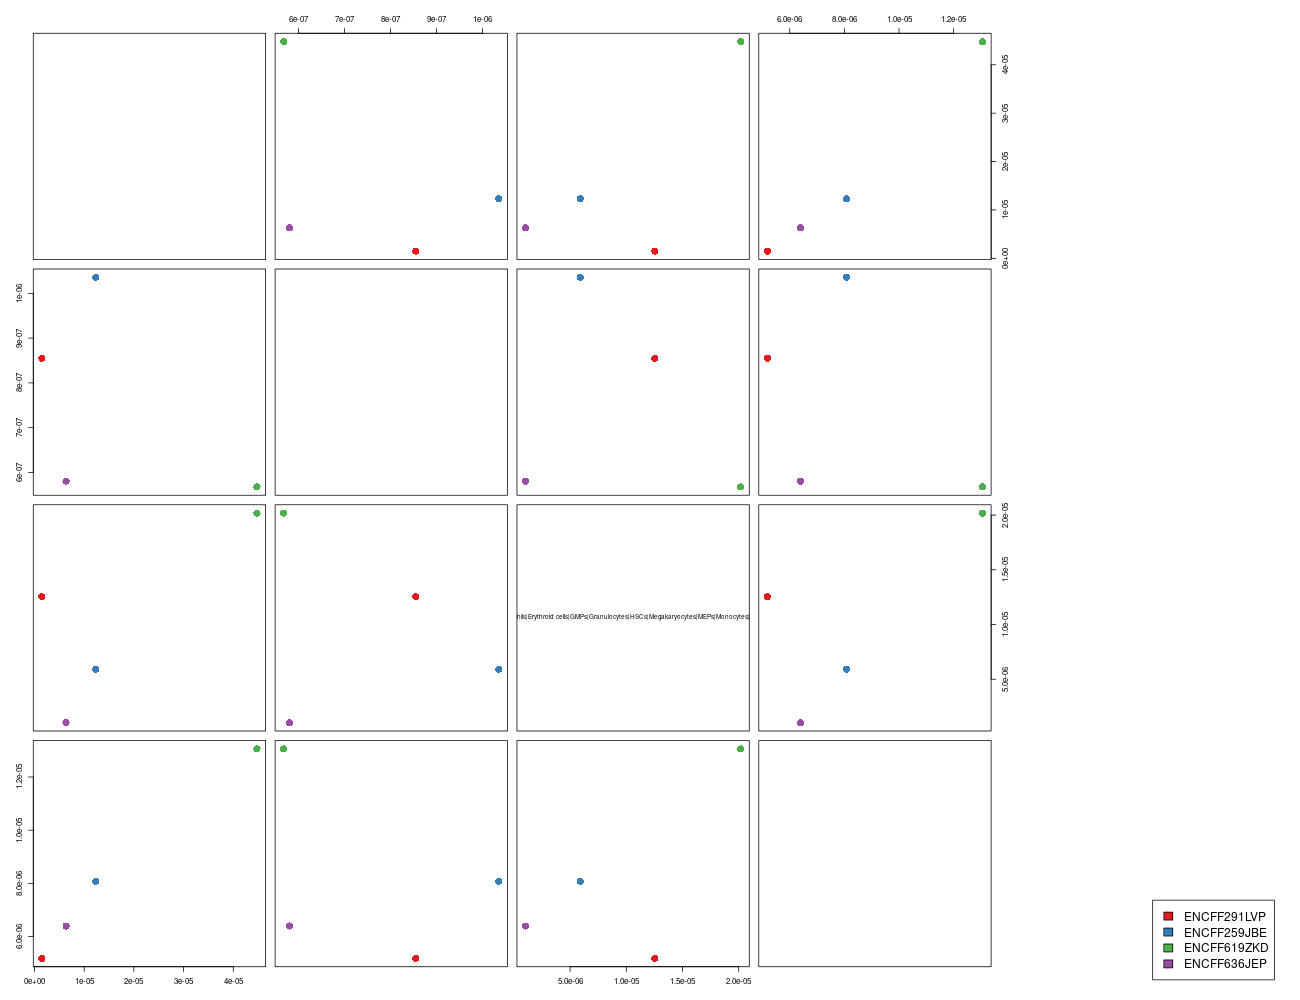 6e-07 7e-07 8e-07 9e-07 1e-06
6.0e-06 8.0e-06 1.0e-05 1.2e-05
0e+00 1e-05 2e-05 3e-05 4e-05
6e-07 7e-07 8e-07 9e-07 1e-06
hils|Erythroid cells|GMPs|Granulocytes|HSCs|Megakaryocytes|MEPs|Monocytes|
5.0e-06 1.0e-05 1.5e-05 2.0e-05
6.0e-06 8.0e-06 1.0e-05 1.2e-05
0e+00 1e-05 2e-05 3e-05 4e-05
5.0e-06 1.0e-05 1.5e-05 2.0e-05
ENCFF291LVP
ENCFF259JBE
ENCFF619ZKD
ENCFF636JEP